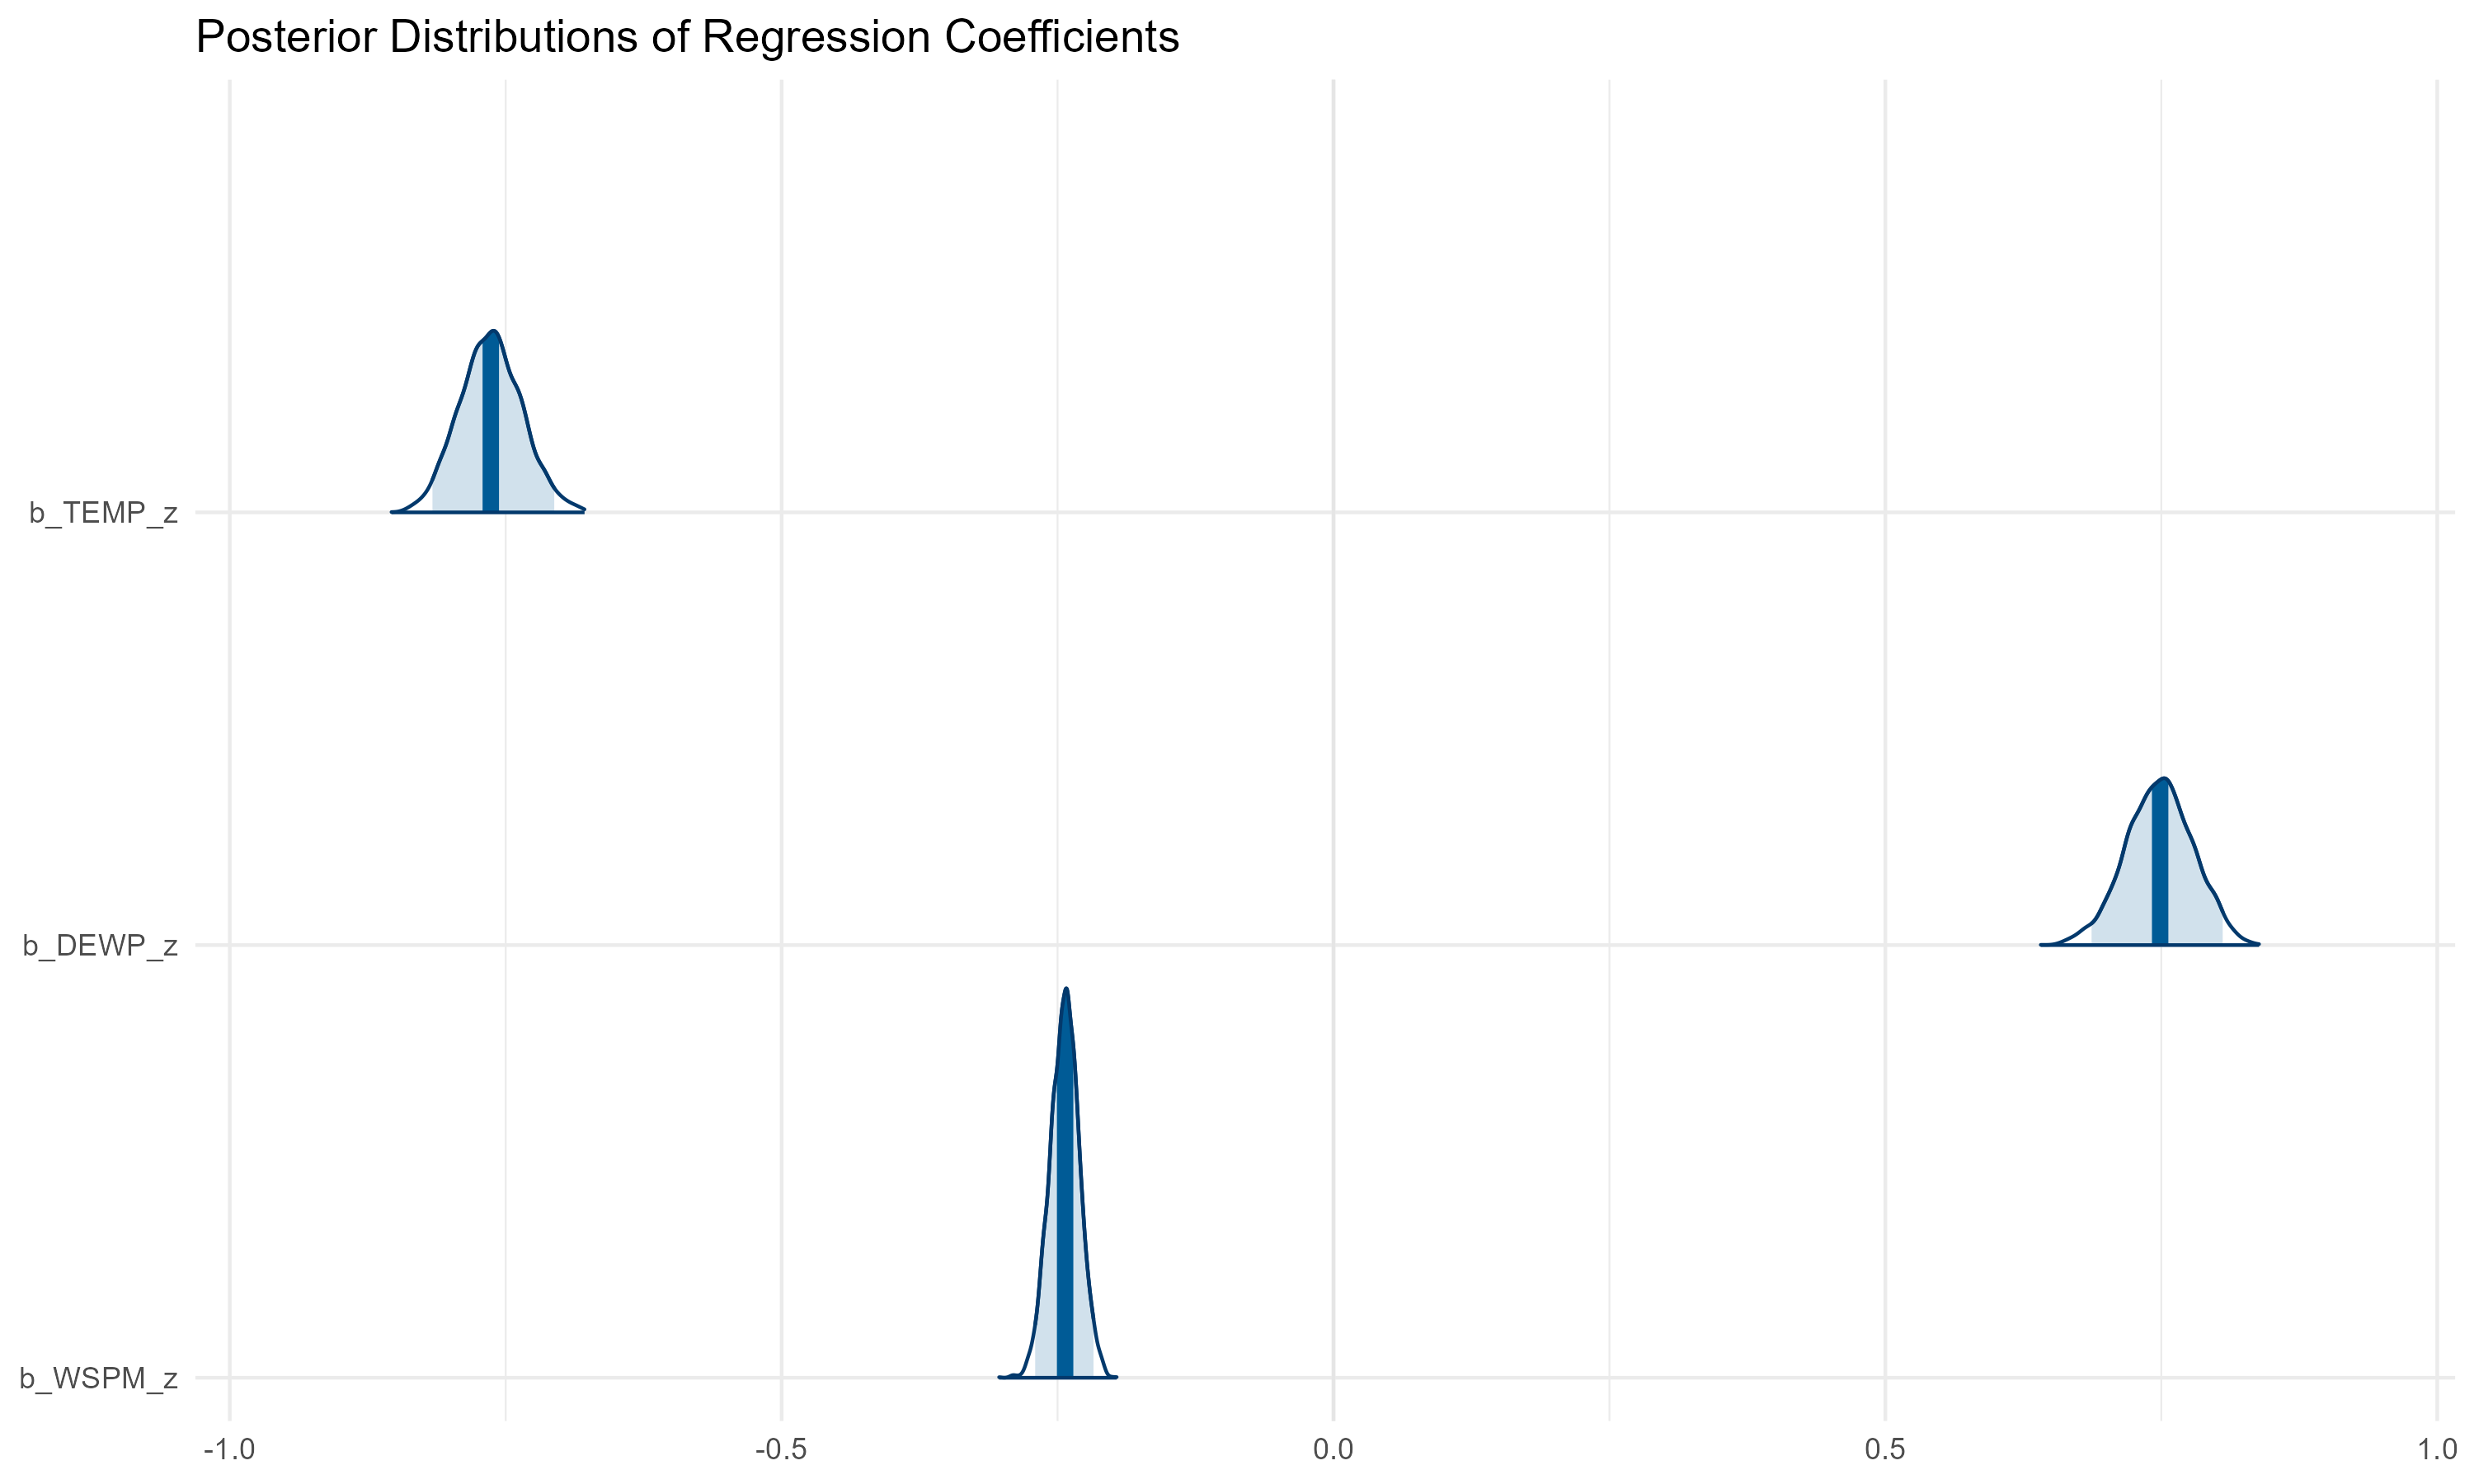 Posterior Distributions of Regression Coefficients
b_TEMP_z
b_DEWP_z
b_WSPM_z
-1.0 -0.5 0.0 0.5 1.0